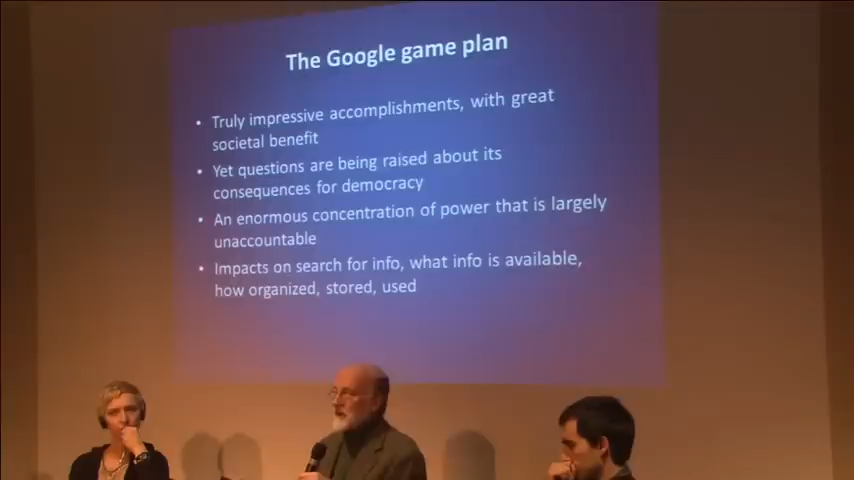 The Google game plan
• Truly impressive accomplishments, with great
societal benefit
• Yet questions are being raised about its
consequences for democracy
• An enormous concentration of power that is largely
unaccountable
• Impacts on search for info, what info is available,
how organized, stored, used